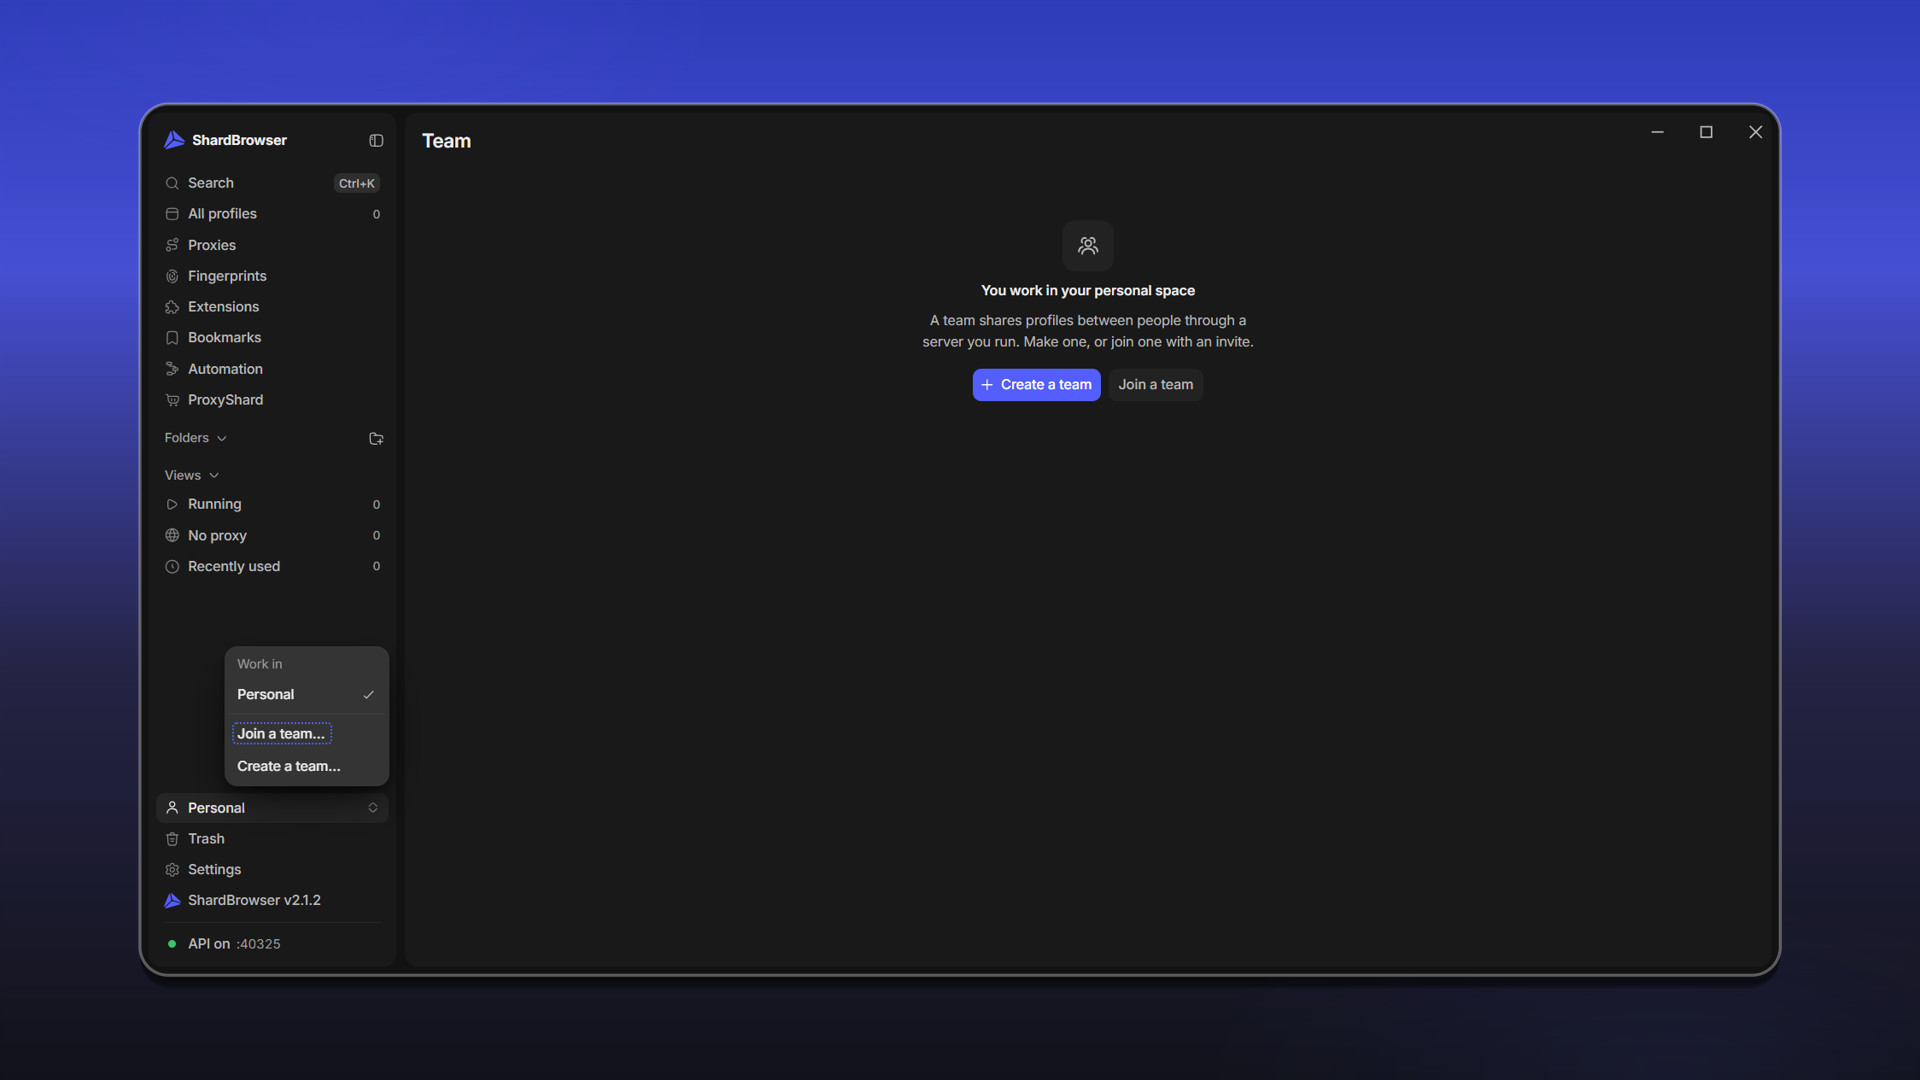 ShardBrowser
Search Ctrl+K
All profiles 0
Proxies
Fingerprints
Extensions
Bookmarks
Automation
ProxyShard
Folders
Views
Running 0
No proxy 0
Recently used 0
Work in
Personal
Join a team...
Create a team...
Personal
Trash
Settings
ShardBrowser v2.1.2
API on :40325
Team
You work in your personal space
A team shares profiles between people through a
server you run. Make one, or join one with an invite.
Create a team
Join a team